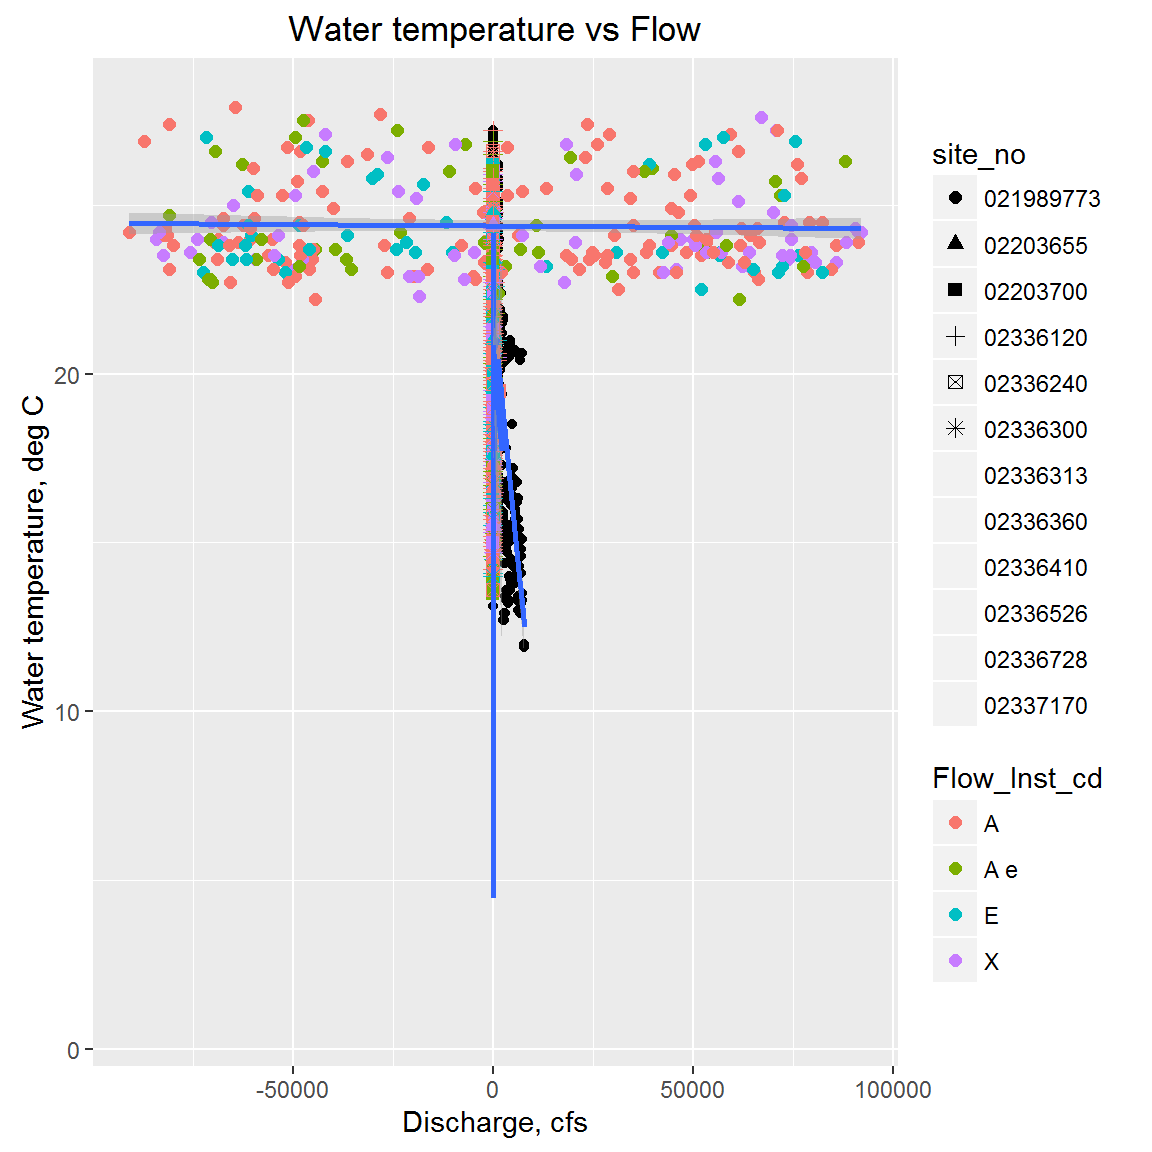 Water temperature vs Flow
Water temperature, deg C
20
10
0
-50000 0 50000 100000
Discharge, cfs
site_no
021989773
02203655
02203700
02336120
02336240
02336300
02336313
02336360
02336410
02336526
02336728
02337170
Flow_Inst_cd
A
A e
E
X